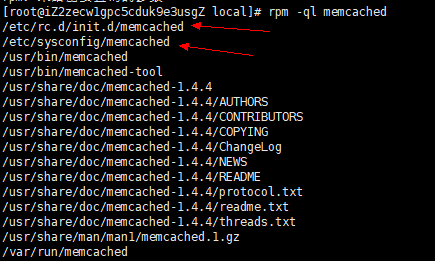 [root@iZ2zecw1gpc5cduk9e3usgZ local]# rpm -ql memcached
/etc/rc.d/init.d/memcached
/etc/sysconfig/memcached
/usr/bin/memcached
/usr/bin/memcached-tool
/usr/share/doc/memcached-1.4.4
/usr/share/doc/memcached-1.4.4/AUTHORS
/usr/share/doc/memcached-1.4.4/CONTRIBUTORS
/usr/share/doc/memcached-1.4.4/COPYING
/usr/share/doc/memcached-1.4.4/ChangeLog
/usr/share/doc/memcached-1.4.4/NEWS
/usr/share/doc/memcached-1.4.4/README
/usr/share/doc/memcached-1.4.4/protocol.txt
/usr/share/doc/memcached-1.4.4/readme.txt
/usr/share/doc/memcached-1.4.4/threads.txt
/usr/share/man/man1/memcached.1.gz
/var/run/memcached